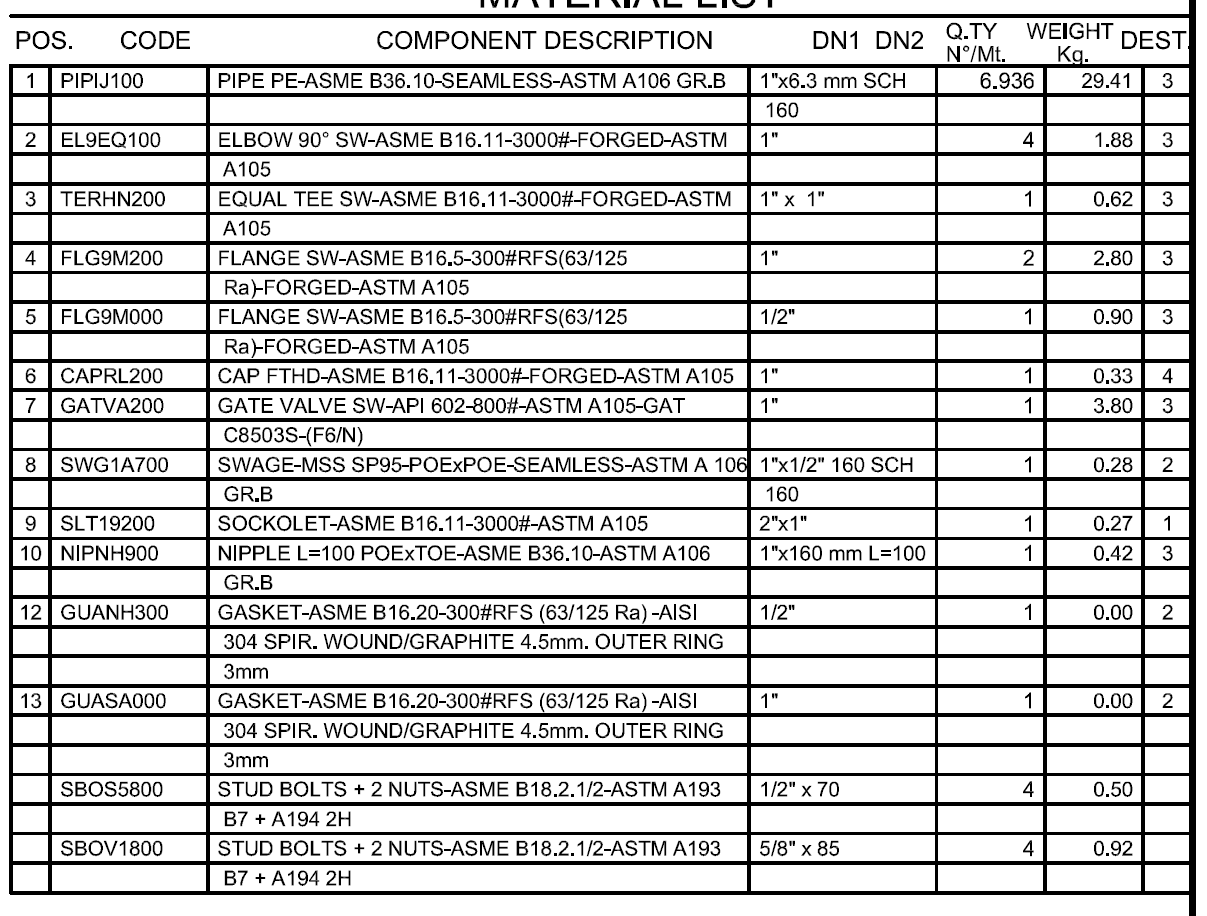 MATERIAL LIST
POS. CODE COMPONENT DESCRIPTION DN1 DN2 Q.TY N°/Mt. WEIGHT Kg. DEST.
1 PIPIJ100 PIPE PE-ASME B36.10-SEAMLESS-ASTM A106 GR.B 1"x6.3 mm SCH 6.936 29.41 3
160
2 EL9EQ100 ELBOW 90° SW-ASME B16.11-3000#-FORGED-ASTM 1" 4 1.88 3
A105
3 TERHN200 EQUAL TEE SW-ASME B16.11-3000#-FORGED-ASTM 1" x 1" 1 0.62 3
A105
4 FLG9M200 FLANGE SW-ASME B16.5-300#RFS(63/125 1" 2 2.80 3
Ra)-FORGED-ASTM A105
5 FLG9M000 FLANGE SW-ASME B16.5-300#RFS(63/125 1/2" 1 0.90 3
Ra)-FORGED-ASTM A105
6 CAPRL200 CAP FTHD-ASME B16.11-3000#-FORGED-ASTM A105 1" 1 0.33 4
7 GATVA200 GATE VALVE SW-API 602-800#-ASTM A105-GAT 1" 1 3.80 3
C8503S-(F6/N)
8 SWG1A700 SWAGE-MSS SP95-POExPOE-SEAMLESS-ASTM A 106 1"x1/2" 160 SCH 1 0.28 2
GR.B 160
9 SLT19200 SOCKOLET-ASME B16.11-3000#-ASTM A105 2"x1" 1 0.27 1
10 NIPNH900 NIPPLE L=100 POExTOE-ASME B36.10-ASTM A106 1"x160 mm L=100 1 0.42 3
GR.B
12 GUANH300 GASKET-ASME B16.20-300#RFS (63/125 Ra) -AISI 1/2" 1 0.00 2
304 SPIR. WOUND/GRAPHITE 4.5mm. OUTER RING
3mm
13 GUASA000 GASKET-ASME B16.20-300#RFS (63/125 Ra) -AISI 1" 1 0.00 2
304 SPIR. WOUND/GRAPHITE 4.5mm. OUTER RING
3mm
SBOS5800 STUD BOLTS + 2 NUTS-ASME B18.2.1/2-ASTM A193 1/2" x 70 4 0.50
B7 + A194 2H
SBOV1800 STUD BOLTS + 2 NUTS-ASME B18.2.1/2-ASTM A193 5/8" x 85 4 0.92
B7 + A194 2H